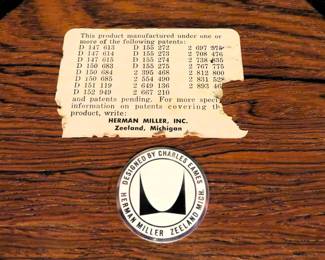 This product manufactured under one or
more of the following patents:
D 147 613 D 155 272 2 697
D 147 614 D 155 273 2 708 476
D 147 615 D 155 274 2 738 835
D 150 683 D 155 275 2 767 775
D 150 684 2 395 468 2 812 800
D 150 685 2 554 490 2 831 528
D 151 119 2 649 136 2 893 46
D 152 949 2 667 210
and patents pending. For more speci
information on patents covering th
product, write:
HERMAN MILLER, INC.
Zeeland, Michigan
DESIGNED BY CHARLES EAMES
HERMAN MILLER ZEELAND MICH.